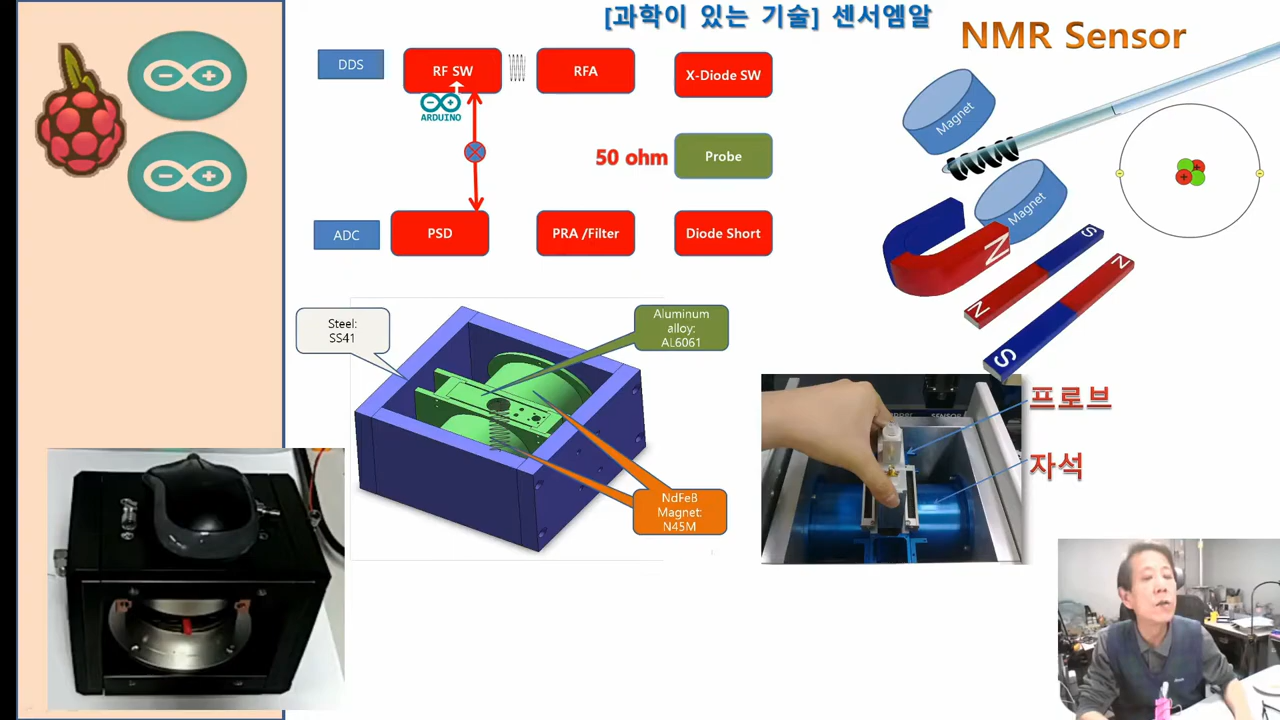 [과학이 있는 기술] 센서엠알
NMR Sensor
DDS
RF SW
RFA
X-Diode SW
ARDUINO
50 ohm
Probe
ADC
PSD
PRA /Filter
Diode Short
Magnet
Magnet
N
S
N
N
S
Steel:
SS41
Aluminum
alloy:
AL6061
NdFeB
Magnet:
N45M
SENSOR
프로브
자석